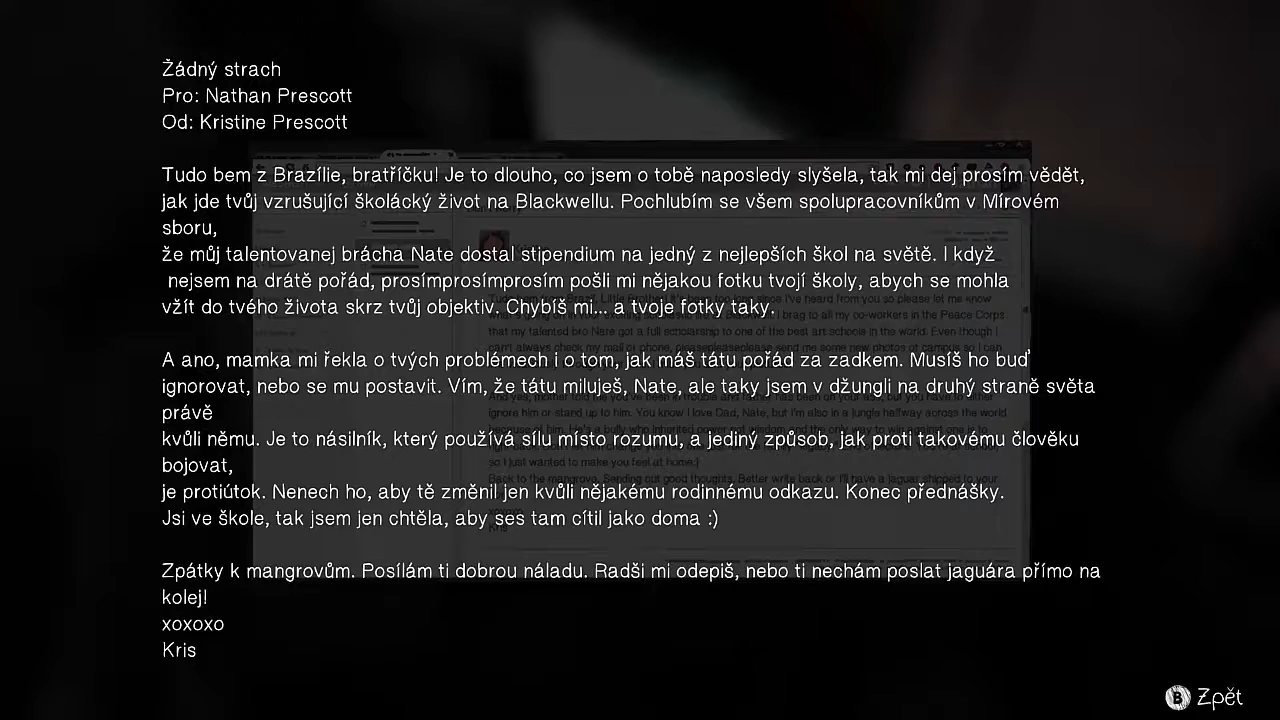 Žádný strach
Pro: Nathan Prescott
Od: Kristine Prescott
Tudo bem z Brazílie, bratříčku! Je to dlouho, co jsem o tobě naposledy slyšela, tak mi dej prosím vědět,
jak jde tvůj vzrušující školácký život na Blackwellu. Pochlubím se všem spolupracovníkům v Mírovém
sboru,
že můj talentovanej brácha Nate dostal stipendium na jedný z nejlepších škol na světě. I když
nejsem na drátě pořád, prosímprosímprosím pošli mi nějakou fotku tvojí školy, abych se mohla
vžít do tvého života skrz tvůj objektiv. Chybíš mi... a tvoje fotky taky.
A ano, mamka mi řekla o tvých problémech i o tom, jak máš tátu pořád za zadkem. Musíš ho buď
ignorovat, nebo se mu postavit. Vím, že tátu miluješ, Nate, ale taky jsem v džungli na druhý straně světa
právě
kvůli němu. Je to násilník, který používá sílu místo rozumu, a jediný způsob, jak proti takovému člověku
bojovat,
je protiútok. Nenech ho, aby tě změnil jen kvůli nějakému rodinnému odkazu. Konec přednášky.
Jsi ve škole, tak jsem jen chtěla, aby ses tam cítil jako doma :)
Zpátky k mangrovům. Posílám ti dobrou náladu. Radši mi odepiš, nebo ti nechám poslat jaguára přímo na
kolej!
xoxoxo
Kris
B Zpět